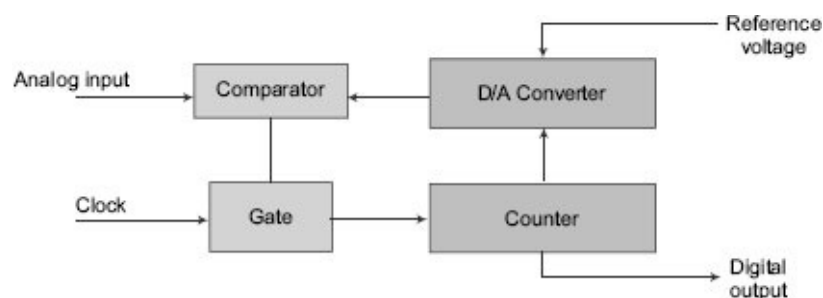 Reference
voltage
Analog input
Comparator
D/A Converter
Clock
Gate
Counter
Digital
output